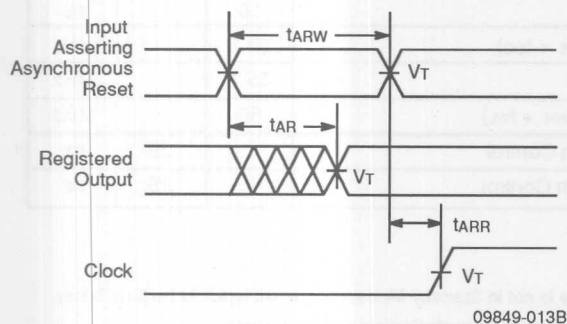 Input
Asserting
Asynchronous
Reset
tARW
VT
tAR
Registered
Output
VT
tARR
Clock
VT
09849-013B